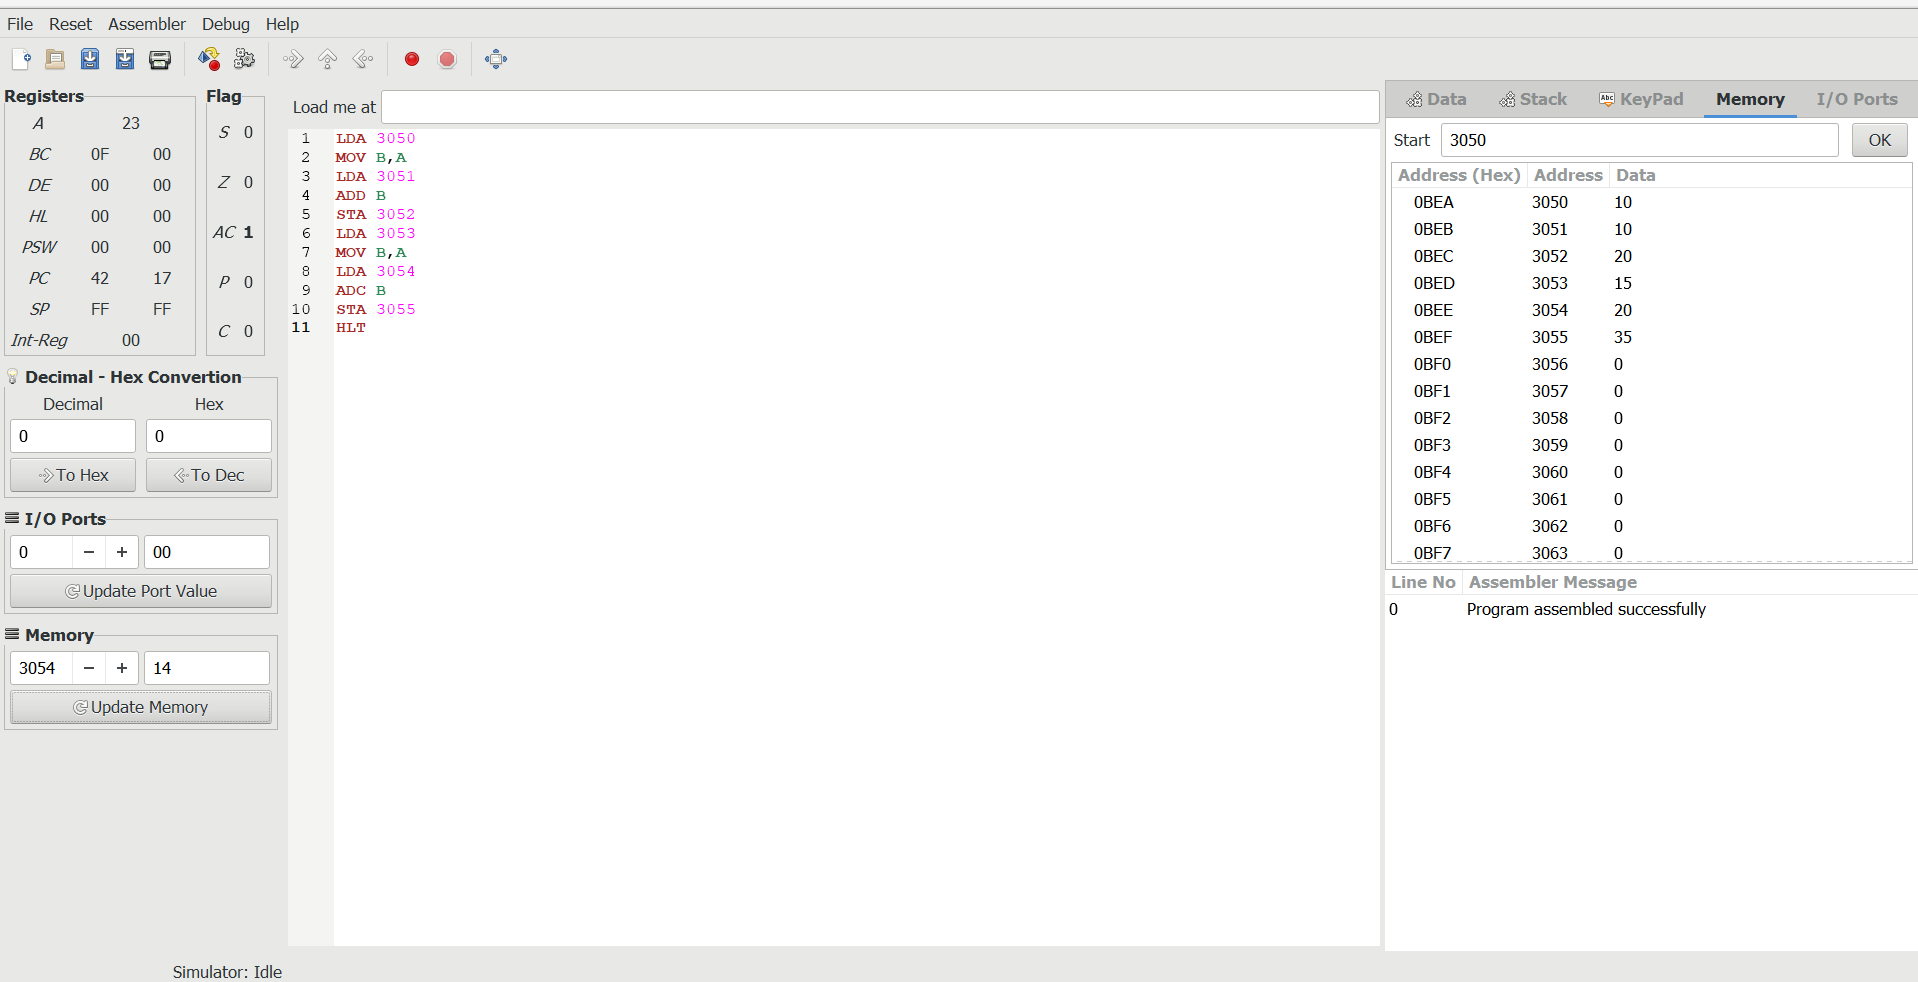 File Reset Assembler Debug Help
Registers
A 23
BC 0F 00
DE 00 00
HL 00 00
PSW 00 00
PC 42 17
SP FF FF
Int-Reg 00
Flag
S 0
Z 0
AC 1
P 0
C 0
Decimal - Hex Convertion
Decimal Hex
0 0
To Hex To Dec
I/O Ports
0 − + 00
Update Port Value
Memory
3054 − + 14
Update Memory
Load me at
1 LDA 3050
2 MOV B,A
3 LDA 3051
4 ADD B
5 STA 3052
6 LDA 3053
7 MOV B,A
8 LDA 3054
9 ADC B
10 STA 3055
11 HLT
Data Stack Abc KeyPad Memory I/O Ports
Start 3050 OK
Address (Hex) Address Data
0BEA 3050 10
0BEB 3051 10
0BEC 3052 20
0BED 3053 15
0BEE 3054 20
0BEF 3055 35
0BF0 3056 0
0BF1 3057 0
0BF2 3058 0
0BF3 3059 0
0BF4 3060 0
0BF5 3061 0
0BF6 3062 0
0BF7 3063 0
Line No Assembler Message
0 Program assembled successfully
Simulator: Idle